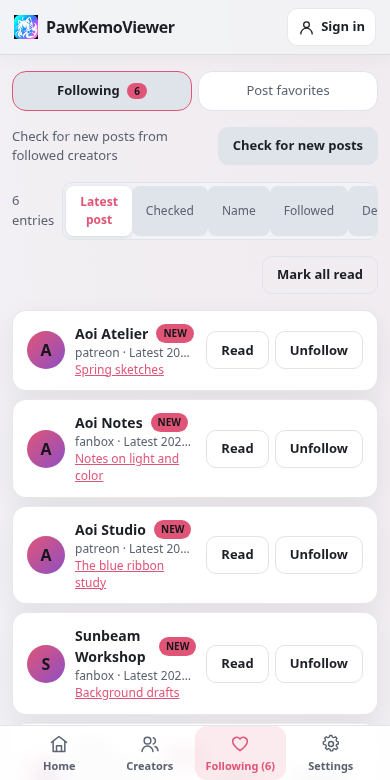 PawKemoViewer
Sign in
Following 6
Post favorites
Check for new posts from
followed creators
Check for new posts
6
entries
Latest
post
Checked
Name
Followed
De
Mark all read
Aoi Atelier NEW
patreon · Latest 20...
Spring sketches
Read
Unfollow
Aoi Notes NEW
fanbox · Latest 202...
Notes on light and
color
Read
Unfollow
Aoi Studio NEW
patreon · Latest 20...
The blue ribbon
study
Read
Unfollow
Sunbeam
Workshop NEW
fanbox · Latest 202...
Background drafts
Read
Unfollow
A
A
A
S
Home
Creators
Following (6)
Settings